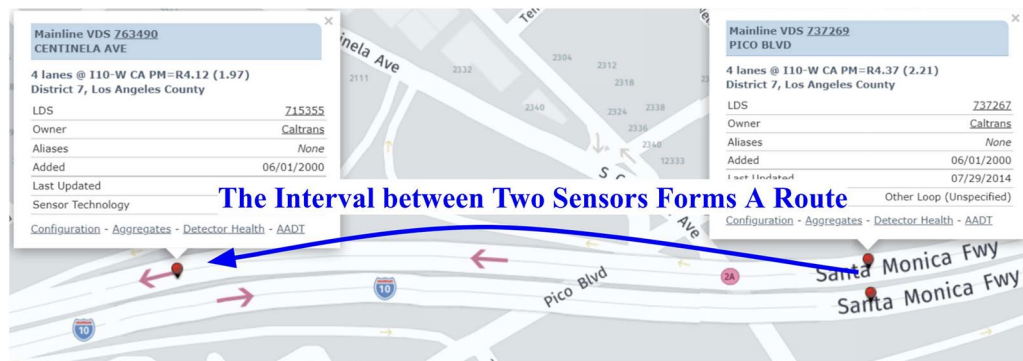 Mainline VDS 763490
CENTINELA AVE
4 lanes @ I10-W CA PM=R4.12 (1.97)
District 7, Los Angeles County
LDS 715355
Owner Caltrans
Aliases None
Added 06/01/2000
Last Updated
Sensor Technology
Configuration - Aggregates - Detector Health - AADT
Mainline VDS 737269
PICO BLVD
4 lanes @ I10-W CA PM=R4.37 (2.21)
District 7, Los Angeles County
LDS 737267
Owner Caltrans
Aliases None
Added 06/01/2000
Last Updated 07/29/2014
Other Loop (Unspecified)
Configuration - Aggregates - Detector Health - AADT
The Interval between Two Sensors Forms A Route
inela Ave
2111
2332
2304
2312
2318
2340
2324
2338
2336
2340
12333
Ave
Pico Blvd
2A
10
10
Santa Monica Fwy
Santa Monica Fwy